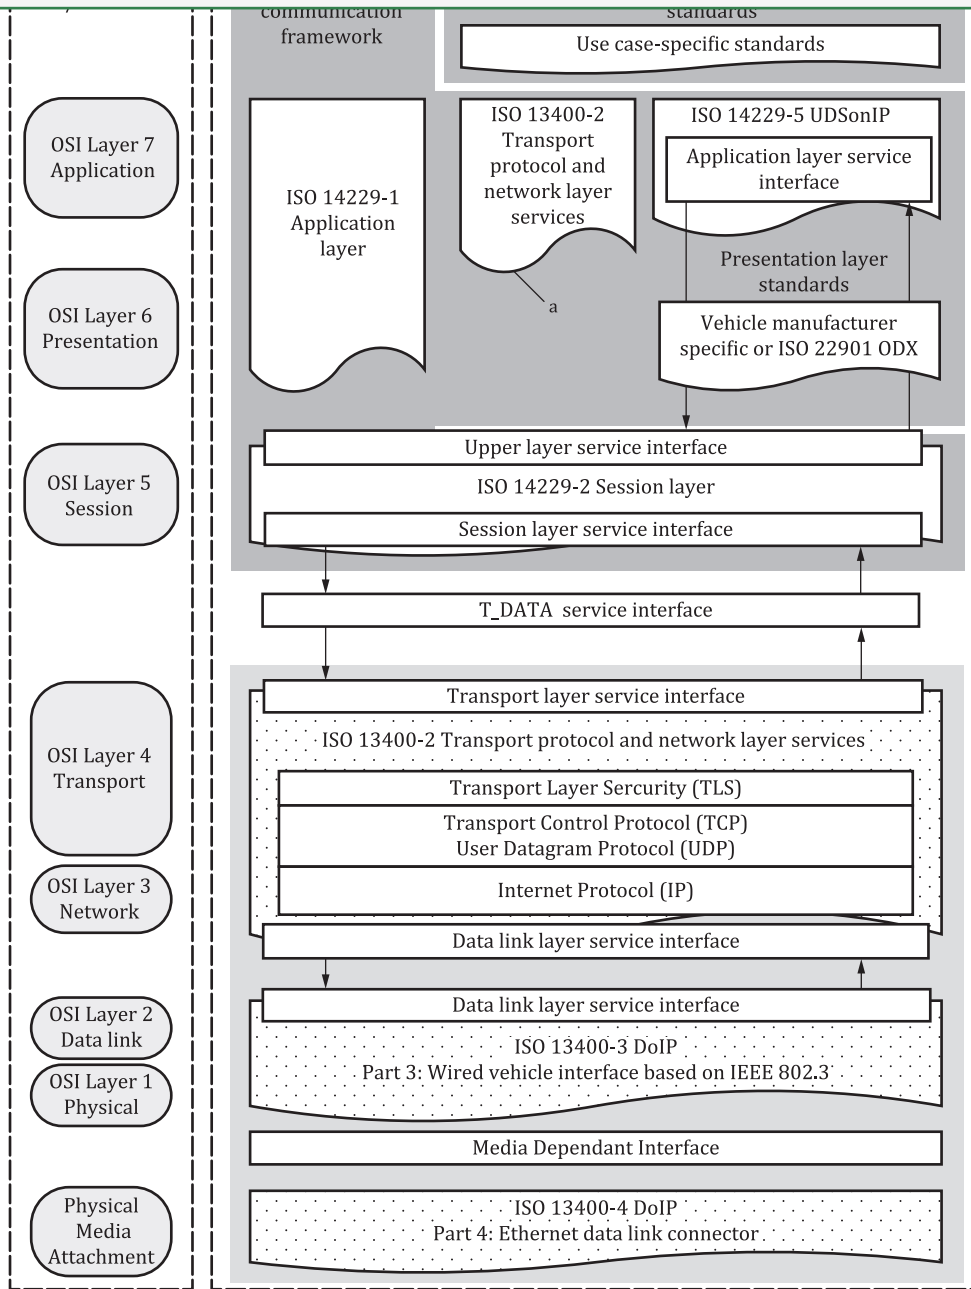 communication
framework
standards
Use case-specific standards
OSI Layer 7
Application
ISO 14229-1
Application
layer
ISO 13400-2
Transport
protocol and
network layer
services
a
ISO 14229-5 UDSonIP
Application layer service
interface
Presentation layer
standards
OSI Layer 6
Presentation
Vehicle manufacturer
specific or ISO 22901 ODX
OSI Layer 5
Session
Upper layer service interface
ISO 14229-2 Session layer
Session layer service interface
T_DATA service interface
OSI Layer 4
Transport
Transport layer service interface
ISO 13400-2 Transport protocol and network layer services
Transport Layer Sercurity (TLS)
Transport Control Protocol (TCP)
User Datagram Protocol (UDP)
OSI Layer 3
Network
Internet Protocol (IP)
Data link layer service interface
OSI Layer 2
Data link
Data link layer service interface
ISO 13400-3 DoIP
Part 3: Wired vehicle interface based on IEEE 802.3
OSI Layer 1
Physical
Media Dependant Interface
Physical
Media
Attachment
ISO 13400-4 DoIP
Part 4: Ethernet data link connector